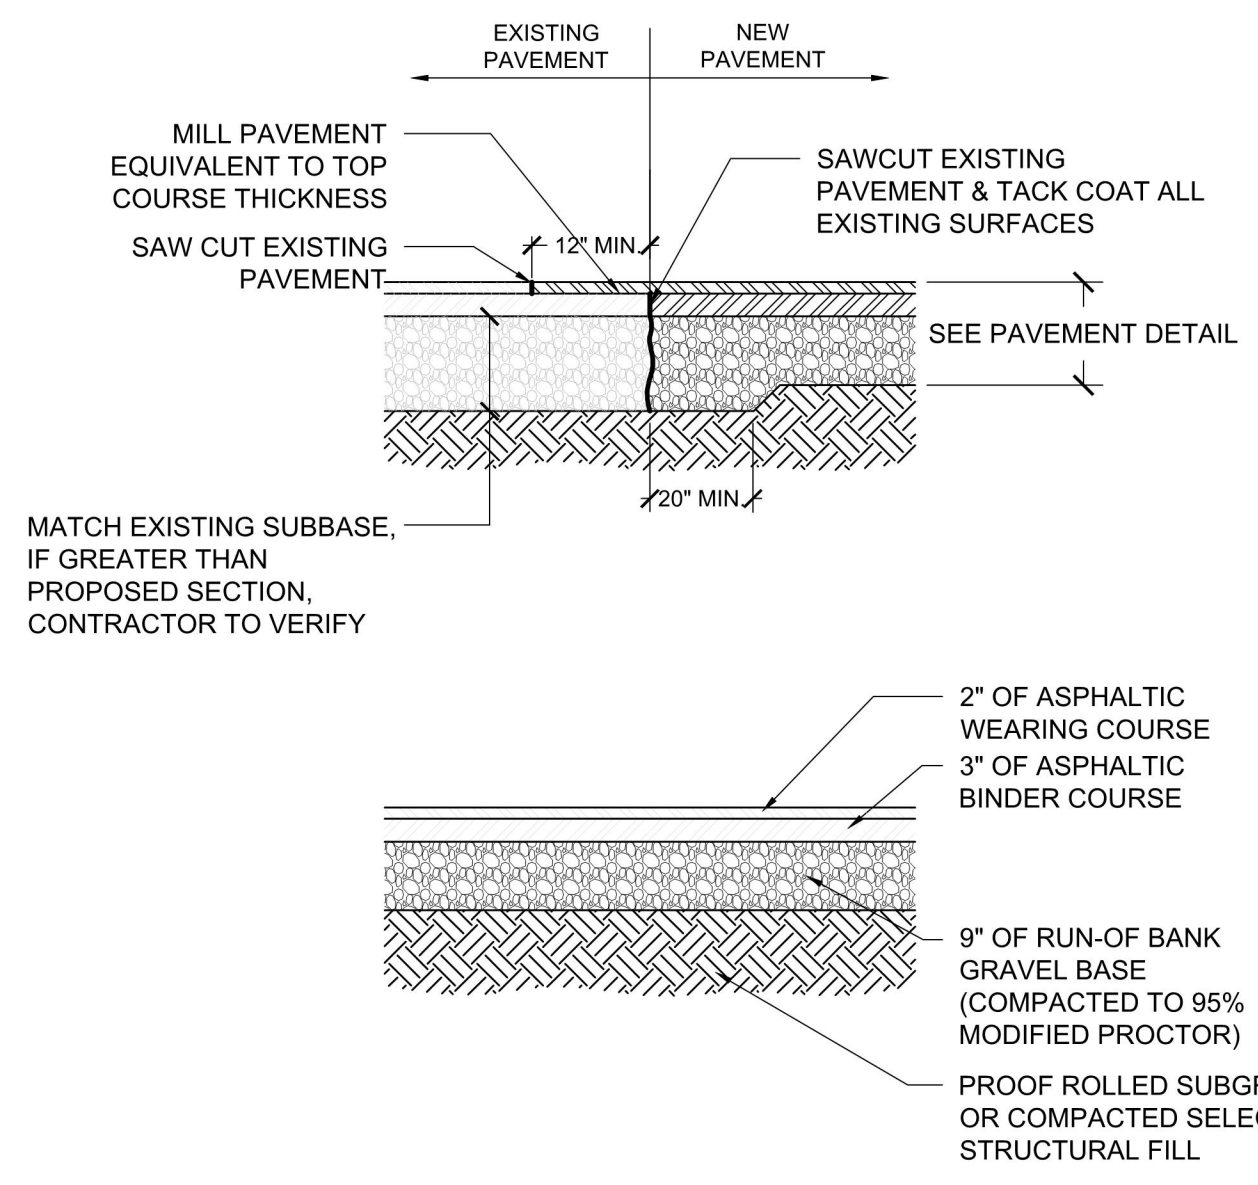 EXISTING
PAVEMENT
NEW
PAVEMENT
MILL PAVEMENT
EQUIVALENT TO TOP
COURSE THICKNESS
SAWCUT EXISTING
PAVEMENT & TACK COAT ALL
EXISTING SURFACES
SAW CUT EXISTING
PAVEMENT
12" MIN.
SEE PAVEMENT DETAIL
20" MIN.
MATCH EXISTING SUBBASE,
IF GREATER THAN
PROPOSED SECTION,
CONTRACTOR TO VERIFY
2" OF ASPHALTIC
WEARING COURSE
3" OF ASPHALTIC
BINDER COURSE
9" OF RUN-OF BANK
GRAVEL BASE
(COMPACTED TO 95%
MODIFIED PROCTOR)
PROOF ROLLED
OR COMPACTED
STRUCTURAL FILL